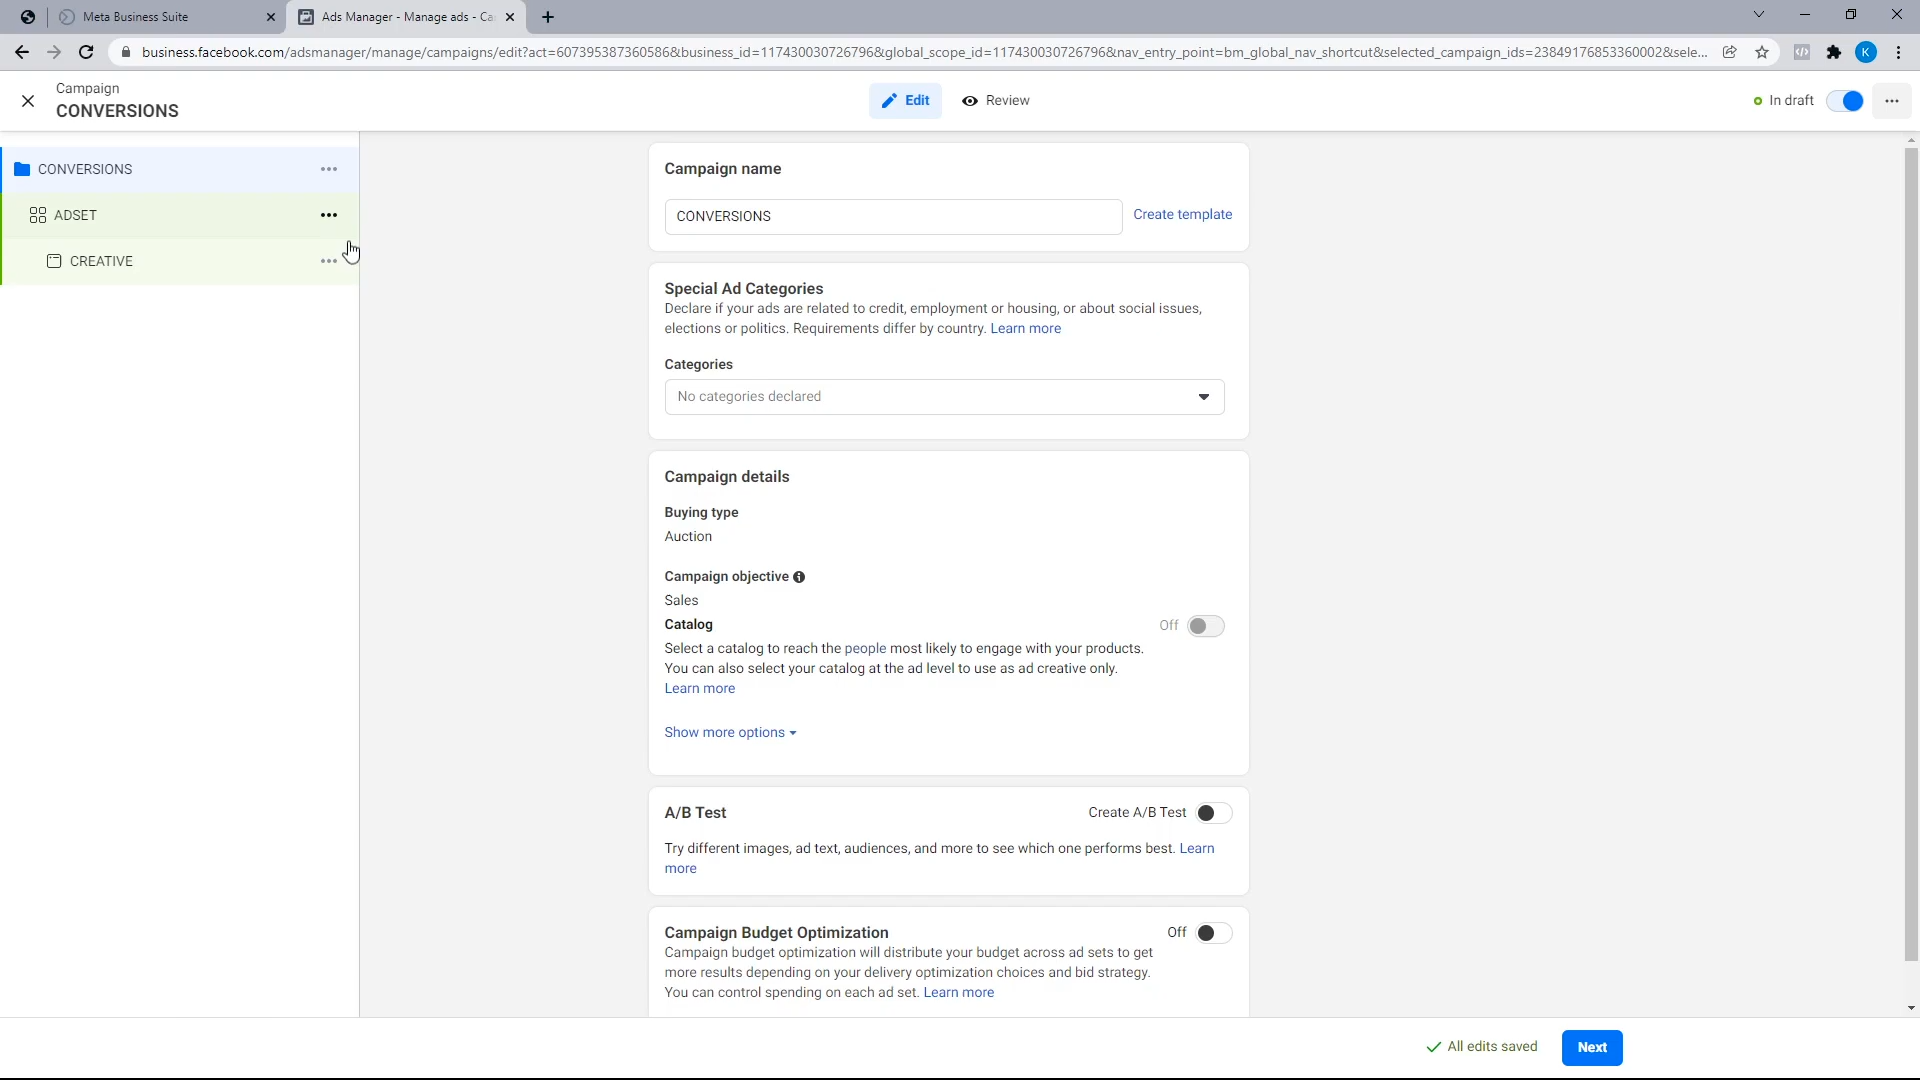 Meta Business Suite
Ads Manager - Manage ads - Ca
business.facebook.com/adsmanager/manage/campaigns/edit?act=607395387360586&business_id=117430030726796&global_scope_id=117430030726796&nav_entry_point=bm_global_nav_shortcut&selected_campaign_ids=23849176853360002&sele...
K
Campaign
CONVERSIONS
Edit
Review
In draft
CONVERSIONS
ADSET
CREATIVE
Campaign name
CONVERSIONS
Create template
Special Ad Categories
Declare if your ads are related to credit, employment or housing, or about social issues,
elections or politics. Requirements differ by country. Learn more
Categories
No categories declared
Campaign details
Buying type
Auction
Campaign objective
Sales
Catalog
Off
Select a catalog to reach the people most likely to engage with your products.
You can also select your catalog at the ad level to use as ad creative only.
Learn more
Show more options
A/B Test
Create A/B Test
Try different images, ad text, audiences, and more to see which one performs best. Learn
more
Campaign Budget Optimization
Off
Campaign budget optimization will distribute your budget across ad sets to get
more results depending on your delivery optimization choices and bid strategy.
You can control spending on each ad set. Learn more
All edits saved
Next